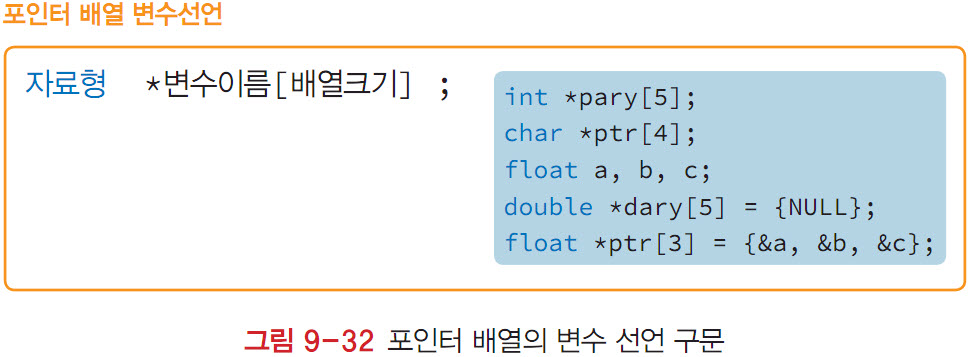 포인터 배열 변수선언
자료형 *변수이름[배열크기] ;
int *pary[5];
char *ptr[4];
float a, b, c;
double *dary[5] = {NULL};
float *ptr[3] = {&a, &b, &c};
그림 9-32 포인터 배열의 변수 선언 구문